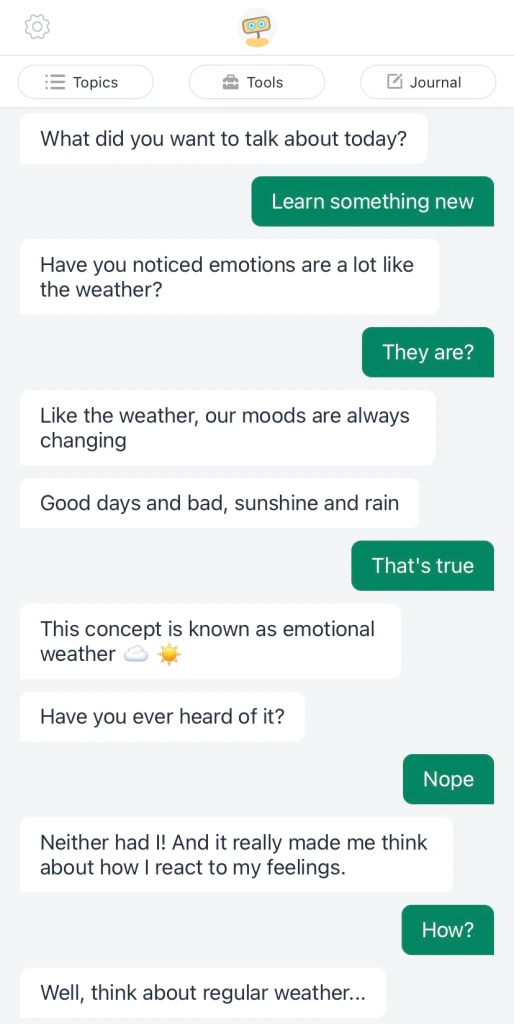 Topics
Tools
Journal
What did you want to talk about today?
Learn something new
Have you noticed emotions are a lot like
the weather?
They are?
Like the weather, our moods are always
changing
Good days and bad, sunshine and rain
That's true
This concept is known as emotional
weather ☁️ ☀️
Have you ever heard of it?
Nope
Neither had I! And it really made me think
about how I react to my feelings.
How?
Well, think about regular weather...